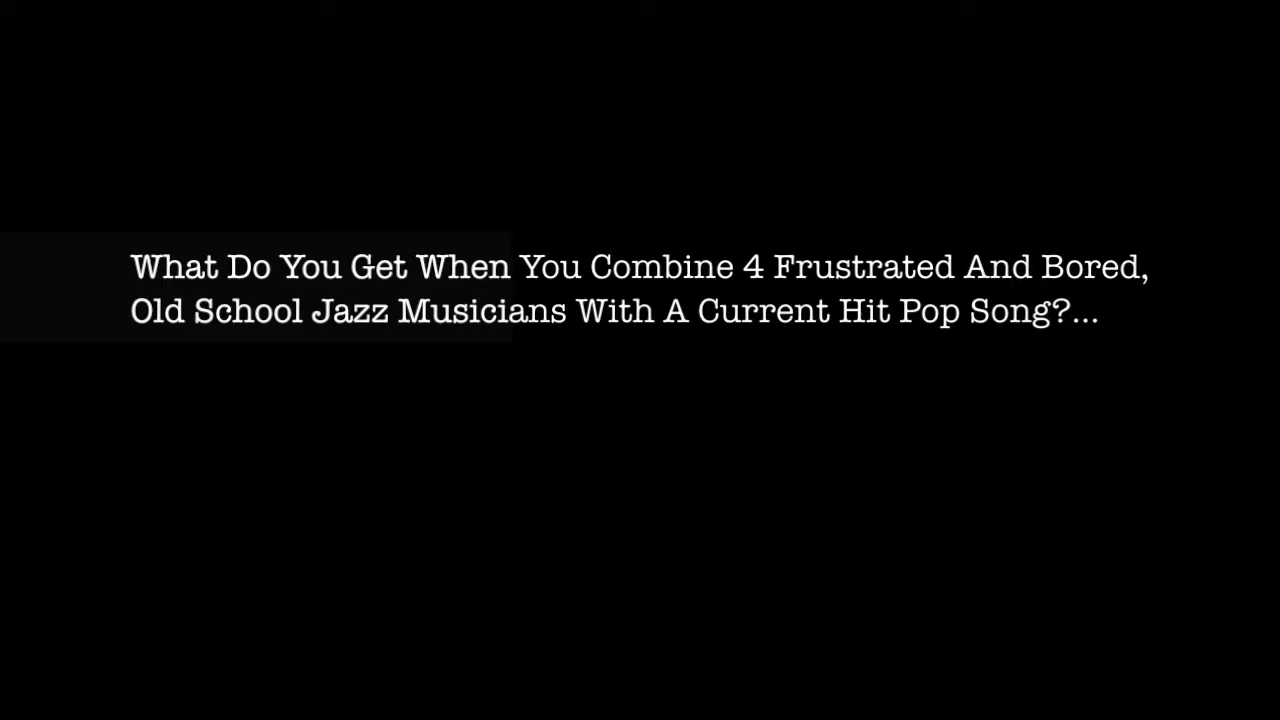 What Do You Get When You Combine 4 Frustrated And Bored,
Old School Jazz Musicians With A Current Hit Pop Song?...